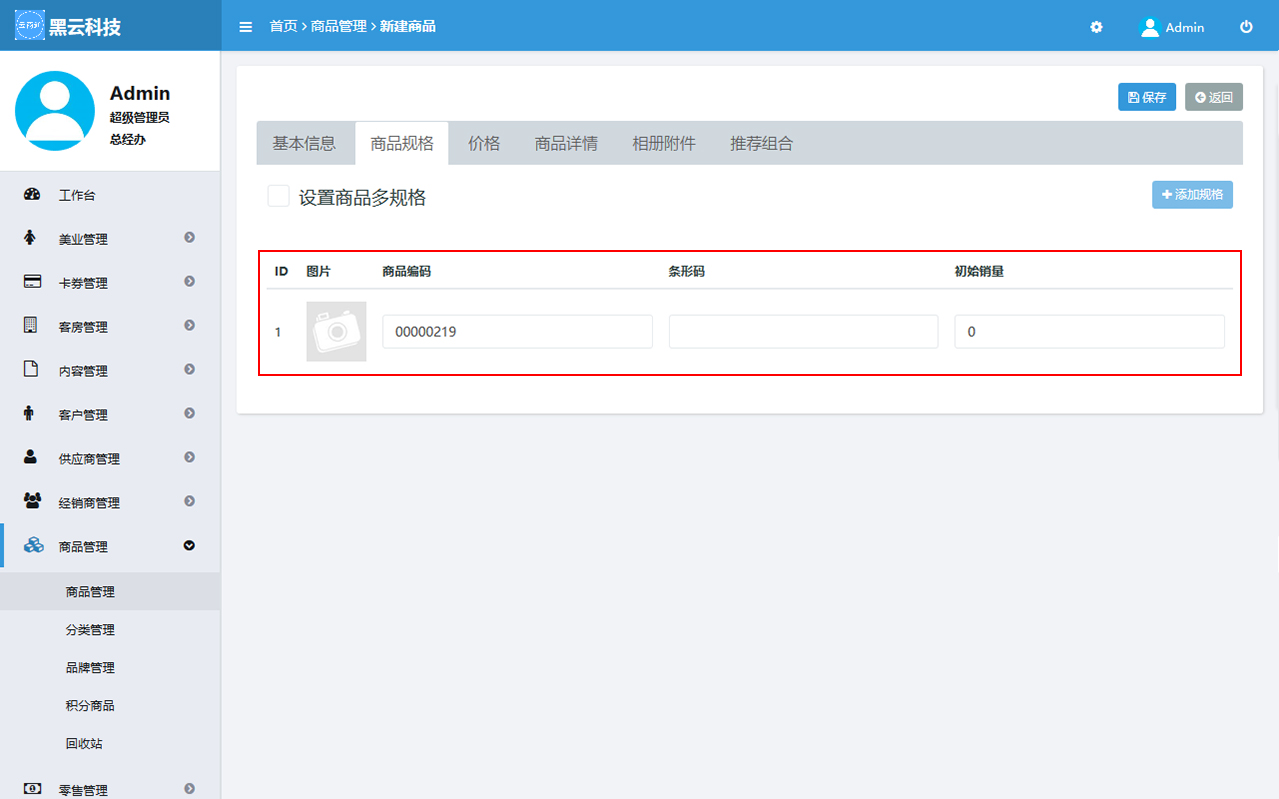 黑云科技
首页 > 商品管理 > 新建商品
Admin
Admin
超级管理员
总经办
保存
返回
基本信息
商品规格
价格
商品详情
相册附件
推荐组合
设置商品多规格
添加规格
ID 图片 商品编码 条形码 初始销量
1 00000219 0
工作台
美业管理
卡券管理
客房管理
内容管理
客户管理
供应商管理
经销商管理
商品管理
商品管理
分类管理
品牌管理
积分商品
回收站
零售管理